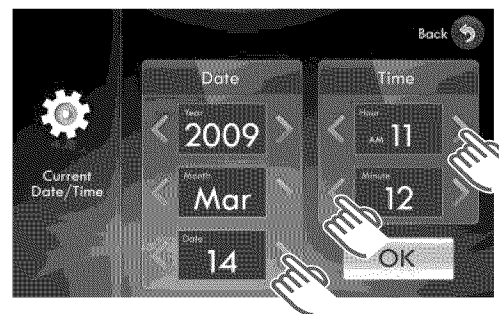 Back
Current
Date/Time
Date
Year
2009
Month
Mar
Date
14
Time
Hour
AM 11
Minute
12
OK